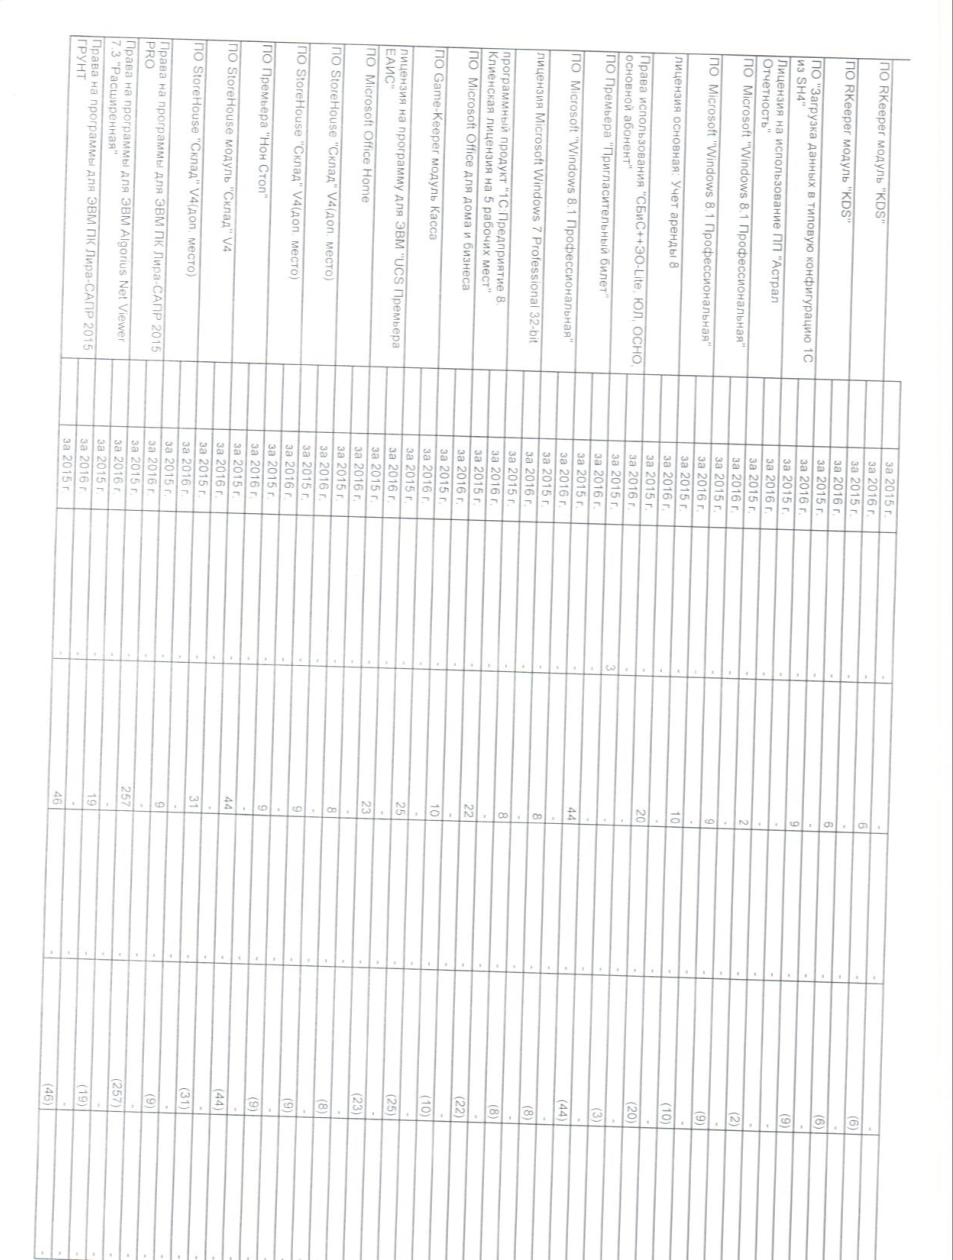 ПО RKeeper модуль "KDS" за 2015 г. - - - - -
за 2016 г. - 6 - (6) -
ПО RKeeper модуль "KDS" за 2015 г. - - - - -
за 2016 г. - 6 - (6) -
ПО "Загрузка данных в типовую конфигурацию 1С за 2015 г. - - - - -
из SH4" за 2016 г. - 9 - (9) -
Лицензия на использование ПП "Астрал за 2015 г. - - - - -
Отчетность" за 2016 г. - - - - -
ПО Microsoft "Windows 8.1 Профессиональная" за 2015 г. - 2 - (2) -
за 2016 г. - - - - -
ПО Microsoft "Windows 8.1 Профессиональная" за 2015 г. - 9 - (9) -
за 2016 г. - - - - -
лицензия основная: Учет аренды 8 за 2015 г. - 10 - (10) -
за 2016 г. - - - - -
Права использования "СБиС++ЭО-Lite. ЮЛ. ОСНО, за 2015 г. - 20 - (20) -
основной абонент" за 2016 г. - - - - -
ПО Премьера "Пригласительный билет" за 2015 г. 3 - - (3) -
за 2016 г. - - - - -
ПО Microsoft "Windows 8.1 Профессиональная" за 2015 г. - 44 - (44) -
за 2016 г. - - - - -
лицензия Microsoft Windows 7 Professional 32-bit за 2015 г. - 8 - (8) -
за 2016 г. - - - - -
программный продукт "1С:Предприятие 8. за 2015 г. - 8 - (8) -
Клиенская лицензия на 5 рабочих мест" за 2016 г. - - - - -
ПО Microsoft Office для дома и бизнеса за 2015 г. - 22 - (22) -
за 2016 г. - - - - -
ПО Game-Keeper модуль Касса за 2015 г. - 10 - (10) -
за 2016 г. - - - - -
лицензия на программу для ЭВМ "UCS Премьера за 2015 г. - 25 - (25) -
ЕАИС" за 2016 г. - - - - -
ПО Microsoft Office Home за 2015 г. - 23 - (23) -
за 2016 г. - - - - -
ПО StoreHouse "Склад" V4(доп. место) за 2015 г. - 8 - (8) -
за 2016 г. - - - - -
ПО StoreHouse "Склад" V4(доп. место) за 2015 г. - 9 - (9) -
за 2016 г. - - - - -
ПО Премьера "Нон Стоп" за 2015 г. - 9 - (9) -
за 2016 г. - - - - -
ПО StoreHouse модуль "Склад" V4 за 2015 г. - 44 - (44) -
за 2016 г. - - - - -
ПО StoreHouse "Склад" V4(доп. место) за 2015 г. - 31 - (31) -
за 2016 г. - - - - -
Права на программы для ЭВМ ПК Лира-САПР 2015 за 2015 г. - 9 - (9) -
PRO за 2016 г. - - - - -
Права на программы для ЭВМ Algorius Net Viewer за 2015 г. - 257 - (257) -
7.3 "Расширенная" за 2016 г. - - - - -
Права на программы для ЭВМ ПК Лира-САПР 2015 за 2015 г. - 19 - (19) -
ГРУНТ за 2016 г. - - - - -
за 2015 г. - 46 - (46) -